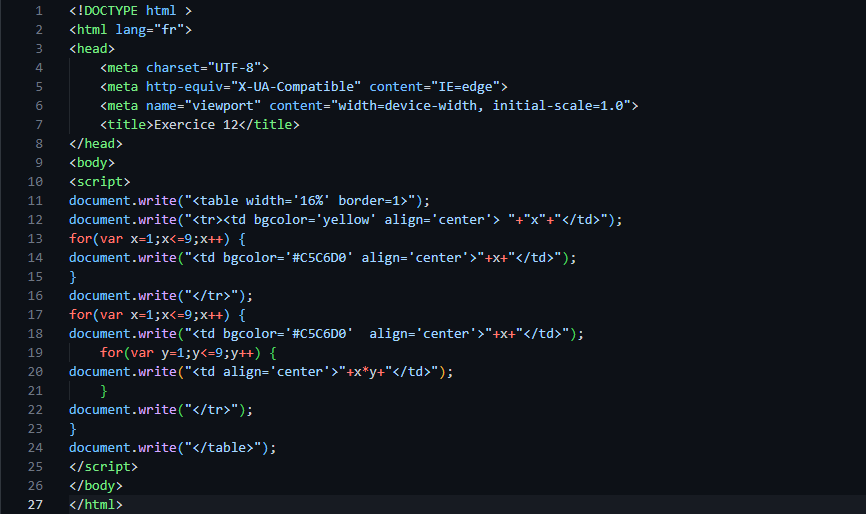 1 <!DOCTYPE html >
2 <html lang="fr">
3 <head>
4     <meta charset="UTF-8">
5     <meta http-equiv="X-UA-Compatible" content="IE=edge">
6     <meta name="viewport" content="width=device-width, initial-scale=1.0">
7     <title>Exercice 12</title>
8 </head>
9 <body>
10 <script>
11 document.write("<table width='16%' border=1>");
12 document.write("<tr><td bgcolor='yellow' align='center'> "+"x"+"</td>");
13 for(var x=1;x<=9;x++) {
14 document.write("<td bgcolor='#C5C6D0' align='center'>"+x+"</td>");
15 }
16 document.write("</tr>");
17 for(var x=1;x<=9;x++) {
18 document.write("<td bgcolor='#C5C6D0'  align='center'>"+x+"</td>");
19     for(var y=1;y<=9;y++) {
20 document.write("<td align='center'>"+x*y+"</td>");
21     }
22 document.write("</tr>");
23 }
24 document.write("</table>");
25 </script>
26 </body>
27 </html>